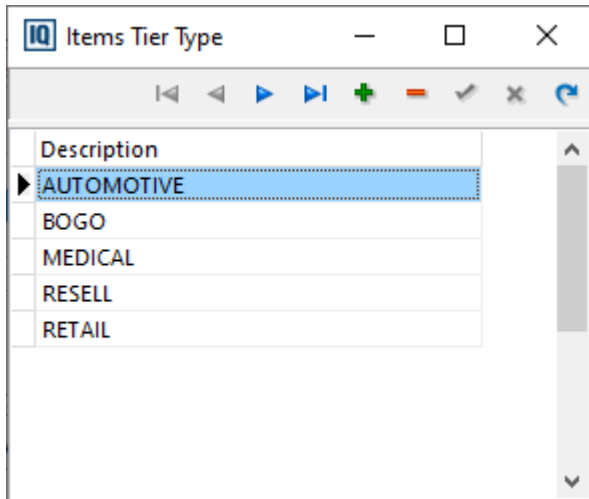 IQ Items Tier Type
Description
AUTOMOTIVE
BOGO
MEDICAL
RESELL
RETAIL